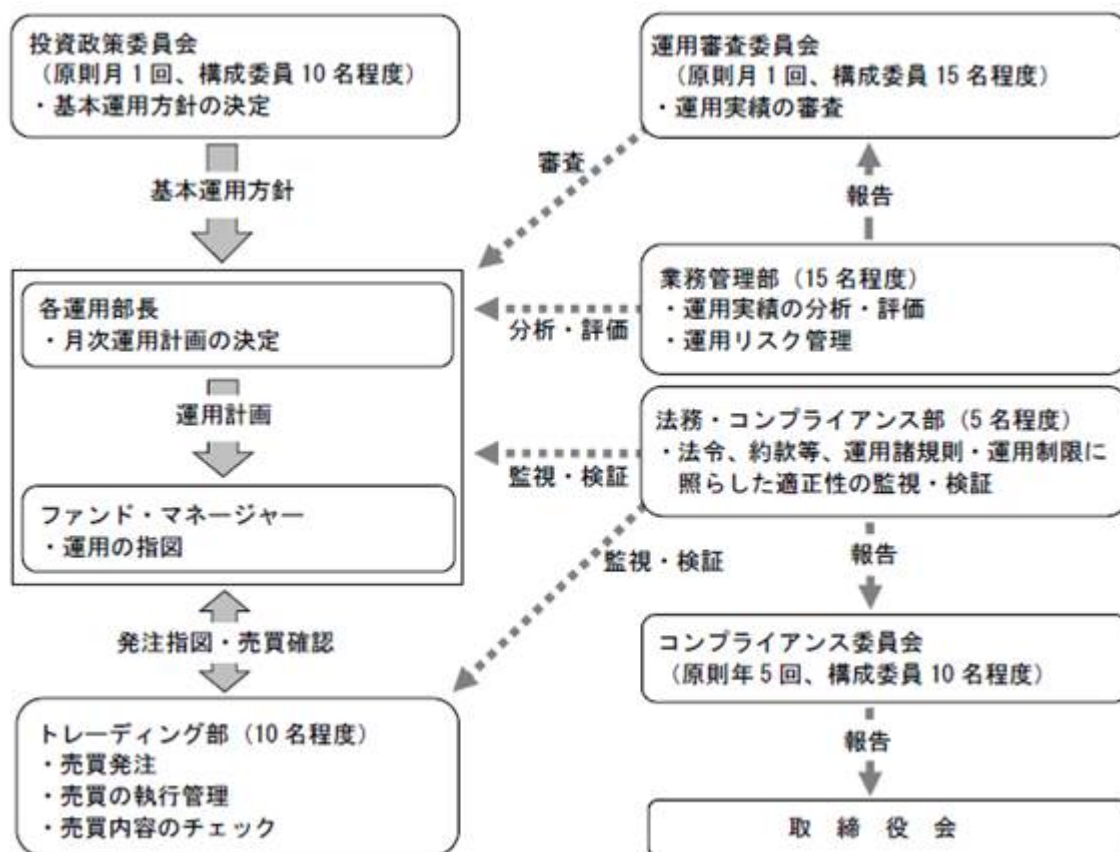 投資政策委員会
（原則月1回、構成委員10名程度）
・基本運用方針の決定
基本運用方針
各運用部長
・月次運用計画の決定
運用計画
ファンド・マネージャー
・運用の指図
発注指図・売買確認
トレーディング部（10名程度）
・売買発注
・売買の執行管理
・売買内容のチェック
運用審査委員会
（原則月1回、構成委員15名程度）
・運用実績の審査
審査
報告
業務管理部（15名程度）
・運用実績の分析・評価
・運用リスク管理
分析・評価
法務・コンプライアンス部（5名程度）
・法令、約款等、運用諸規則・運用制限に
照らした適正性の監視・検証
監視・検証
監視・検証
報告
コンプライアンス委員会
（原則年5回、構成委員10名程度）
報告
取締役会